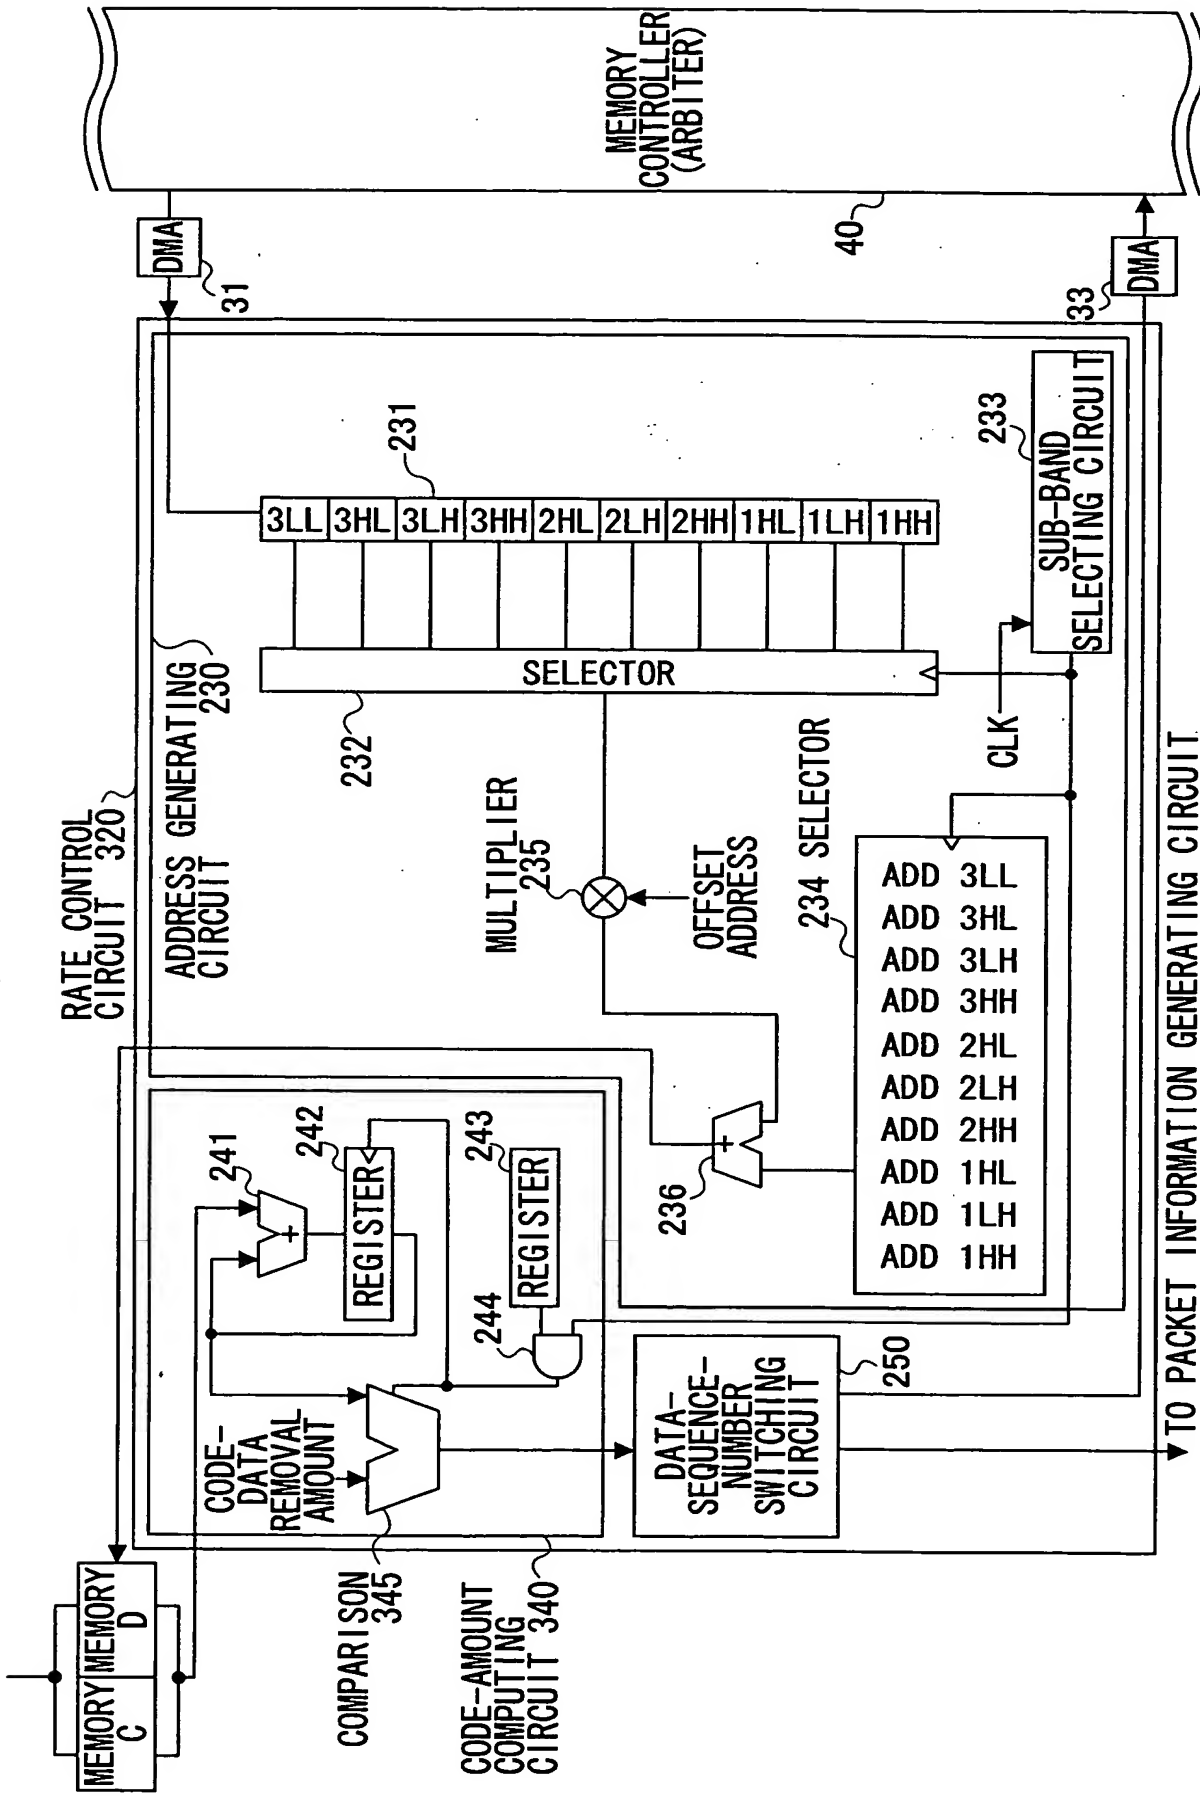 MEMORY
C
MEMORY
D
RATE CONTROL
CIRCUIT 320
ADDRESS GENERATING
CIRCUIT 230
DMA
31
MEMORY
CONTROLLER
(ARBITER)
40
DMA
33
241
242
REGISTER
243
REGISTER
244
CODE-
DATA
REMOVAL
AMOUNT
COMPARISON
345
CODE-AMOUNT
COMPUTING
CIRCUIT 340
MULTIPLIER
235
OFFSET
ADDRESS
236
232
SELECTOR
231
3LL
3HL
3LH
3HH
2HL
2LH
2HH
1HL
1LH
1HH
234 SELECTOR
ADD 3LL
ADD 3HL
ADD 3LH
ADD 3HH
ADD 2HL
ADD 2LH
ADD 2HH
ADD 1HL
ADD 1LH
ADD 1HH
CLK
233
SUB-BAND
SELECTING CIRCUIT
DATA-
SEQUENCE-
NUMBER
SWITCHING
CIRCUIT
250
TO PACKET INFORMATION GENERATING CIRCUIT